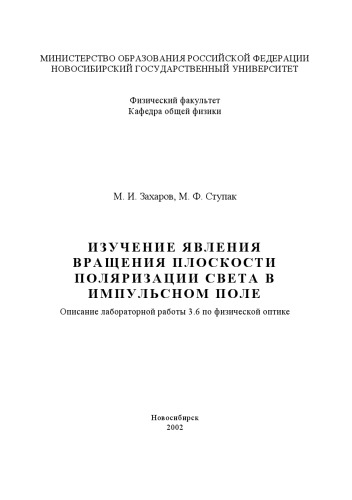 МИНИСТЕРСТВО ОБРАЗОВАНИЯ РОССИЙСКОЙ ФЕДЕРАЦИИ
НОВОСИБИРСКИЙ ГОСУДАРСТВЕННЫЙ УНИВЕРСИТЕТ
Физический факультет
Кафедра общей физики
М. И. Захаров, М. Ф. Ступак
ИЗУЧЕНИЕ ЯВЛЕНИЯ
ВРАЩЕНИЯ ПЛОСКОСТИ
ПОЛЯРИЗАЦИИ СВЕТА В
ИМПУЛЬСНОМ ПОЛЕ
Описание лабораторной работы 3.6 по физической оптике
Новосибирск
2002